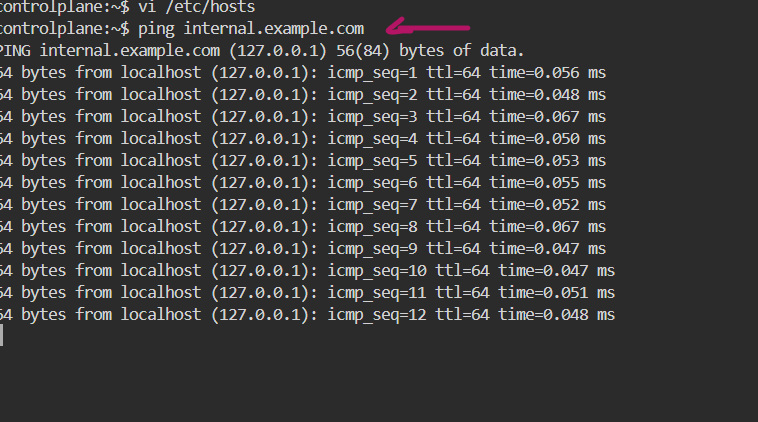 controlplane:~$ vi /etc/hosts
controlplane:~$ ping internal.example.com
PING internal.example.com (127.0.0.1) 56(84) bytes of data.
64 bytes from localhost (127.0.0.1): icmp_seq=1 ttl=64 time=0.056 ms
64 bytes from localhost (127.0.0.1): icmp_seq=2 ttl=64 time=0.048 ms
64 bytes from localhost (127.0.0.1): icmp_seq=3 ttl=64 time=0.067 ms
64 bytes from localhost (127.0.0.1): icmp_seq=4 ttl=64 time=0.050 ms
64 bytes from localhost (127.0.0.1): icmp_seq=5 ttl=64 time=0.053 ms
64 bytes from localhost (127.0.0.1): icmp_seq=6 ttl=64 time=0.055 ms
64 bytes from localhost (127.0.0.1): icmp_seq=7 ttl=64 time=0.052 ms
64 bytes from localhost (127.0.0.1): icmp_seq=8 ttl=64 time=0.067 ms
64 bytes from localhost (127.0.0.1): icmp_seq=9 ttl=64 time=0.047 ms
64 bytes from localhost (127.0.0.1): icmp_seq=10 ttl=64 time=0.047 ms
64 bytes from localhost (127.0.0.1): icmp_seq=11 ttl=64 time=0.051 ms
64 bytes from localhost (127.0.0.1): icmp_seq=12 ttl=64 time=0.048 ms